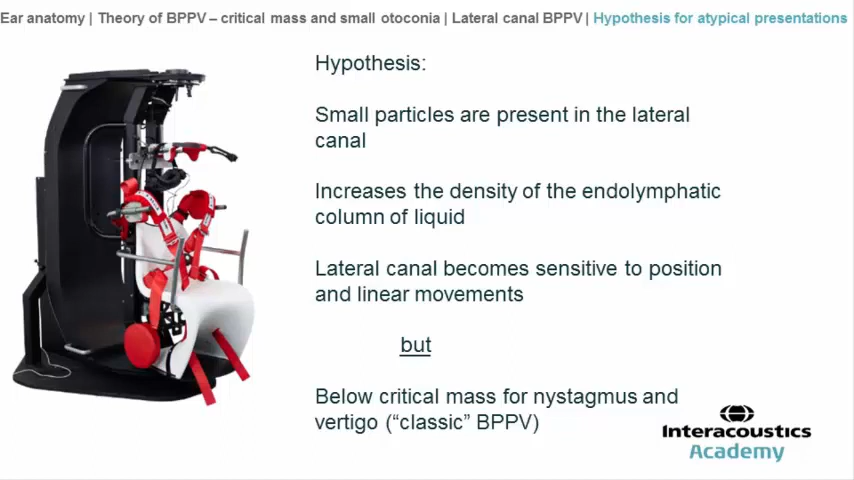 Ear anatomy | Theory of BPPV – critical mass and small otoconia | Lateral canal BPPV | Hypothesis for atypical presentations
Hypothesis:
Small particles are present in the lateral
canal
Increases the density of the endolymphatic
column of liquid
Lateral canal becomes sensitive to position
and linear movements
but
Below critical mass for nystagmus and
vertigo (“classic” BPPV)
Interacoustics
Academy